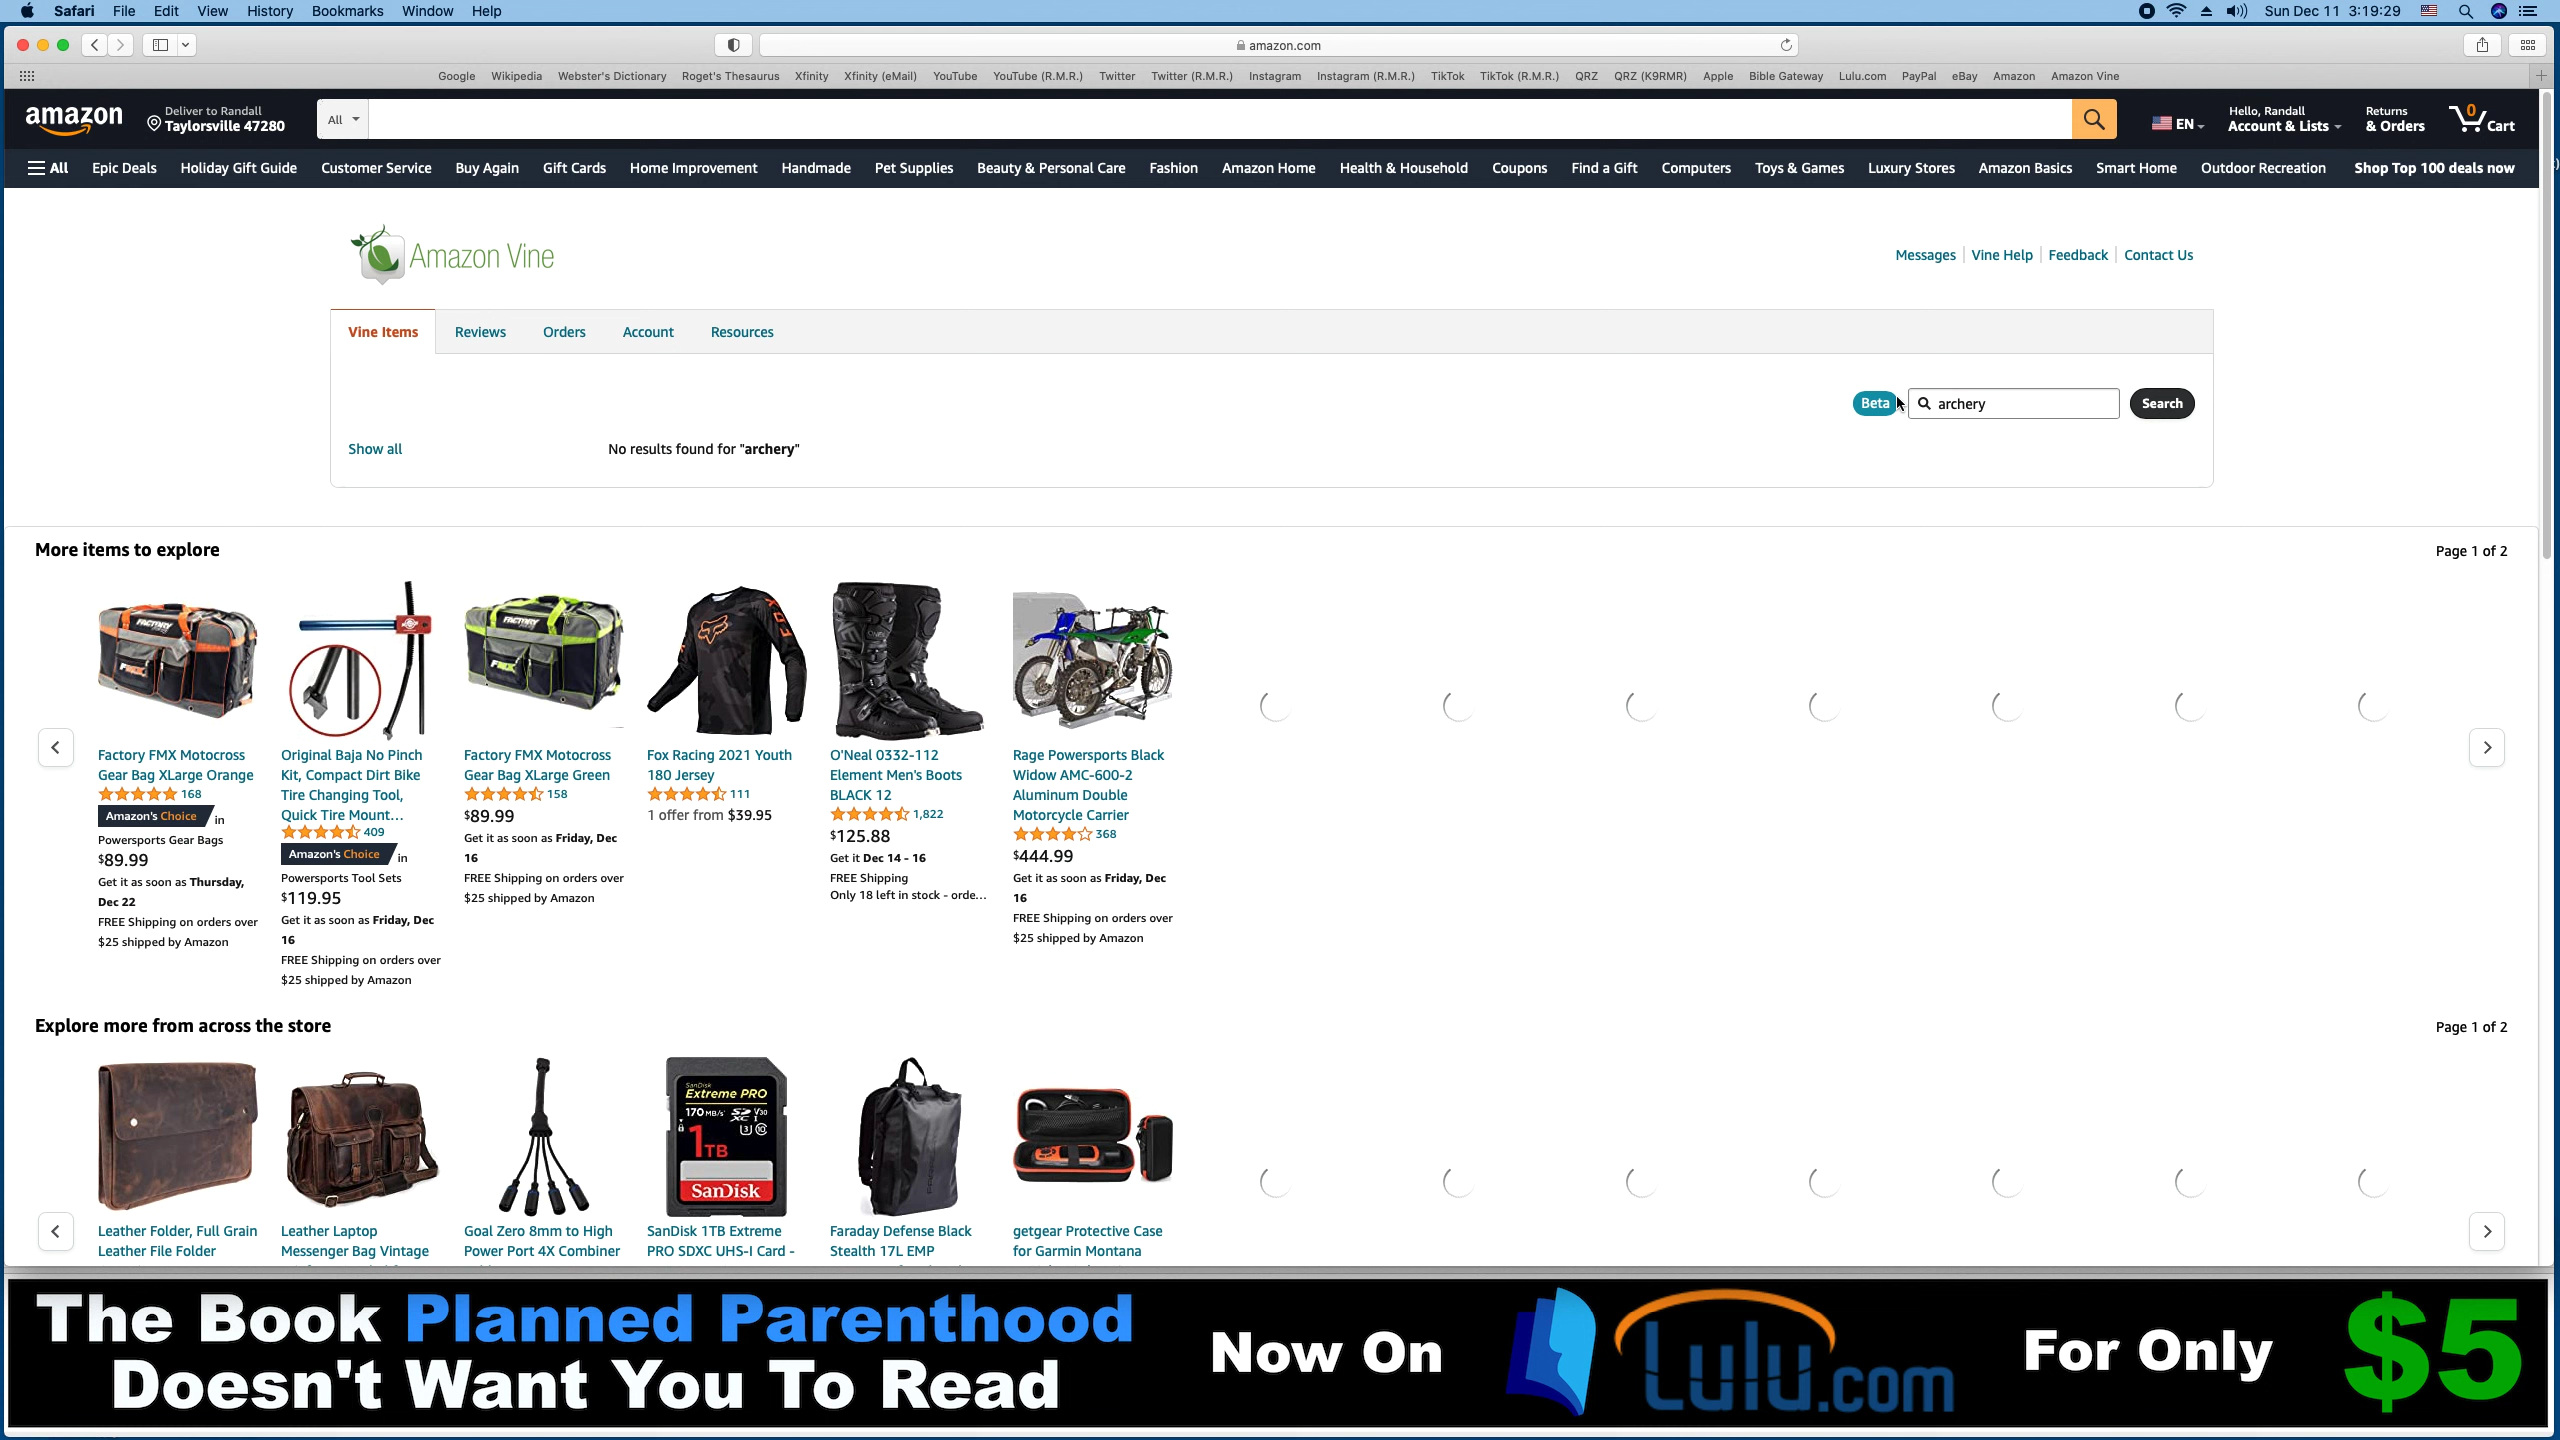 Safari File Edit View History Bookmarks Window Help
Sun Dec 11 3:19:29
amazon.com
Google Wikipedia Webster's Dictionary Roget's Thesaurus Xfinity Xfinity (eMail) YouTube YouTube (R.M.R.) Twitter Twitter (R.M.R.) Instagram Instagram (R.M.R.) TikTok TikTok (R.M.R.) QRZ QRZ (K9RMR) Apple Bible Gateway Lulu.com PayPal eBay Amazon Amazon Vine
amazon
Deliver to Randall
Taylorsville 47280
All
EN
Hello, Randall
Account & Lists
Returns
& Orders
0
Cart
All Epic Deals Holiday Gift Guide Customer Service Buy Again Gift Cards Home Improvement Handmade Pet Supplies Beauty & Personal Care Fashion Amazon Home Health & Household Coupons Find a Gift Computers Toys & Games Luxury Stores Amazon Basics Smart Home Outdoor Recreation Shop Top 100 deals now
Amazon Vine
Messages Vine Help Feedback Contact Us
Vine Items Reviews Orders Account Resources
Beta archery Search
Show all
No results found for "archery"
More items to explore
Page 1 of 2
Factory FMX Motocross
Gear Bag XLarge Orange
168
Amazon's Choice in
Powersports Gear Bags
$89.99
Get it as soon as Thursday,
Dec 22
FREE Shipping on orders over
$25 shipped by Amazon
Original Baja No Pinch
Kit, Compact Dirt Bike
Tire Changing Tool,
Quick Tire Mount...
409
Amazon's Choice in
Powersports Tool Sets
$119.95
Get it as soon as Friday, Dec
16
FREE Shipping on orders over
$25 shipped by Amazon
Factory FMX Motocross
Gear Bag XLarge Green
158
$89.99
Get it as soon as Friday, Dec
16
FREE Shipping on orders over
$25 shipped by Amazon
Fox Racing 2021 Youth
180 Jersey
111
1 offer from $39.95
O'Neal 0332-112
Element Men's Boots
BLACK 12
1,822
$125.88
Get it Dec 14 - 16
FREE Shipping
Only 18 left in stock - orde...
Rage Powersports Black
Widow AMC-600-2
Aluminum Double
Motorcycle Carrier
368
$444.99
Get it as soon as Friday, Dec
16
FREE Shipping on orders over
$25 shipped by Amazon
Explore more from across the store
Page 1 of 2
SanDisk
Extreme PRO
170 MB/s
1TB
SanDisk
Leather Folder, Full Grain
Leather File Folder
Leather Laptop
Messenger Bag Vintage
Goal Zero 8mm to High
Power Port 4X Combiner
SanDisk 1TB Extreme
PRO SDXC UHS-I Card -
Faraday Defense Black
Stealth 17L EMP
getgear Protective Case
for Garmin Montana
The Book Planned Parenthood
Doesn't Want You To Read
Now On
Lulu.com
For Only
$5